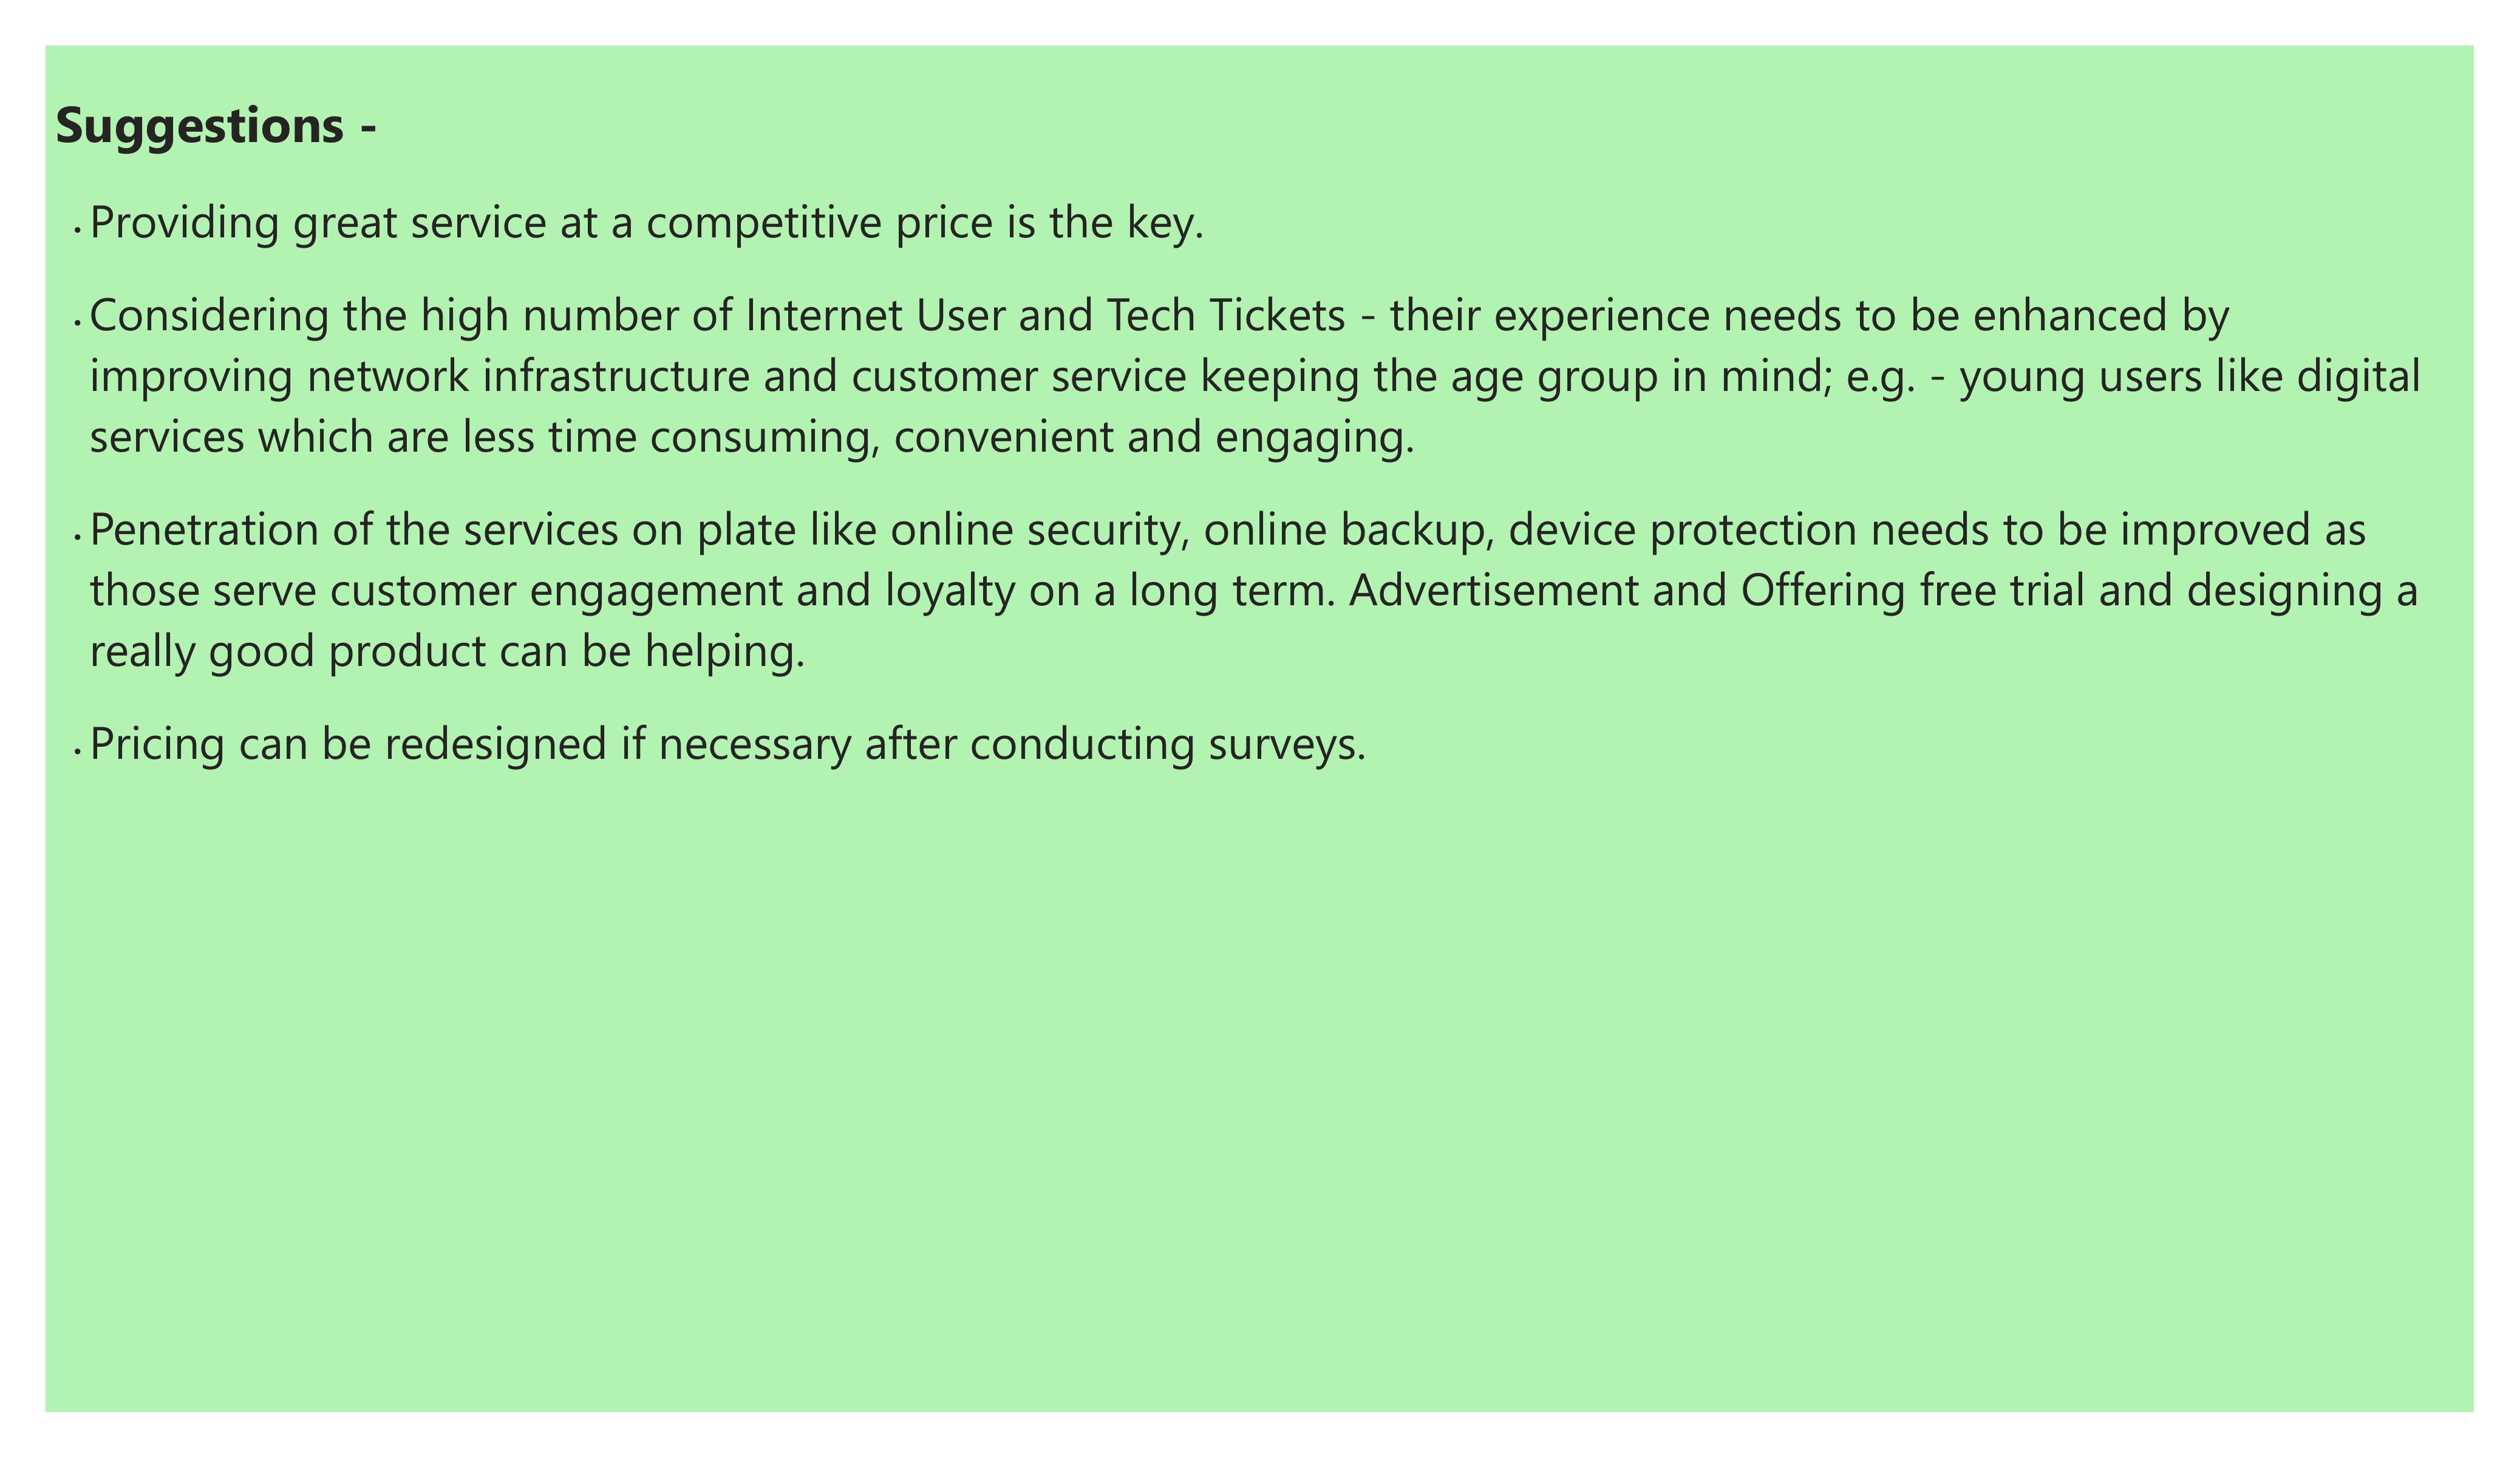 Suggestions -
• Providing great service at a competitive price is the key.
• Considering the high number of Internet User and Tech Tickets - their experience needs to be enhanced by
improving network infrastructure and customer service keeping the age group in mind; e.g. - young users like digital
services which are less time consuming, convenient and engaging.
• Penetration of the services on plate like online security, online backup, device protection needs to be improved as
those serve customer engagement and loyalty on a long term. Advertisement and Offering free trial and designing a
really good product can be helping.
• Pricing can be redesigned if necessary after conducting surveys.